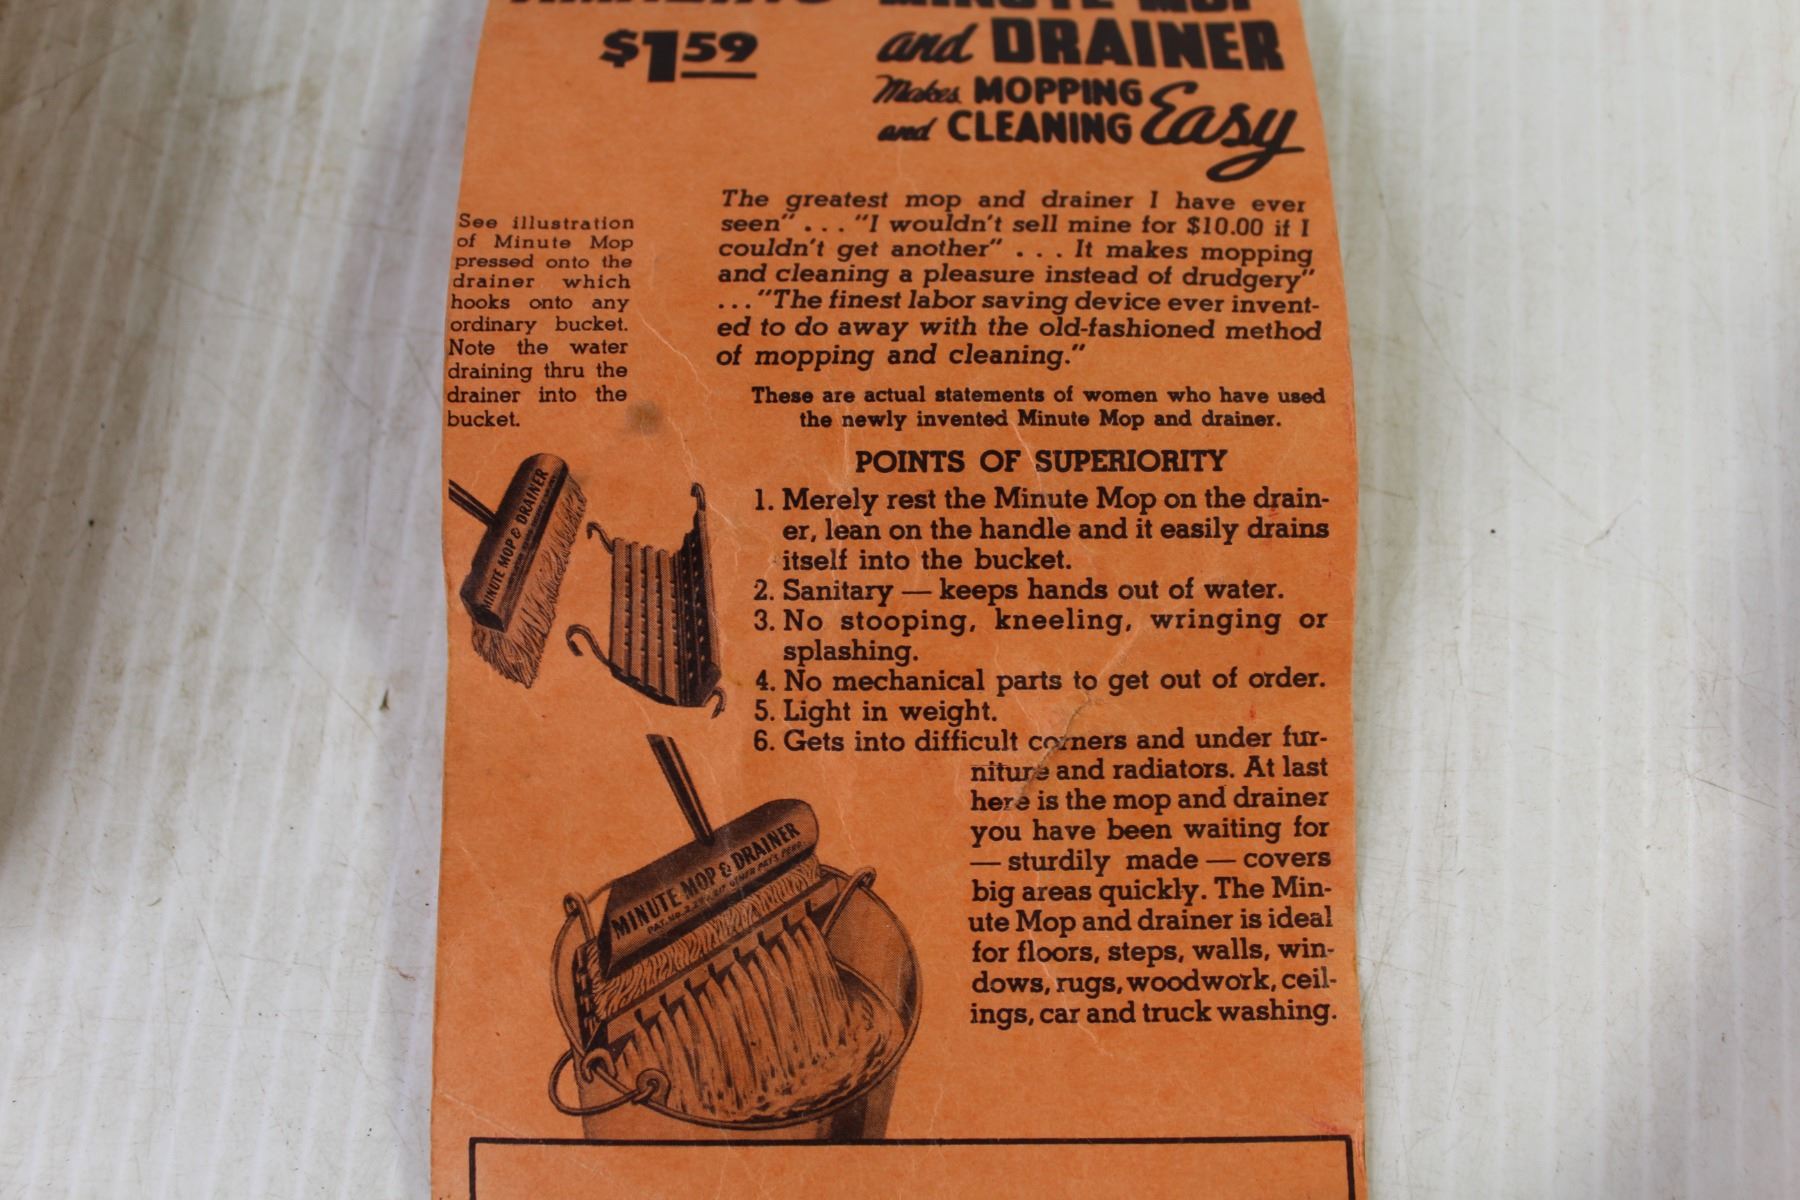 $1.59
MINUTE MOP
and DRAINER
Makes MOPPING
and CLEANING Easy
See illustration
of Minute Mop
pressed onto the
drainer which
hooks onto any
ordinary bucket.
Note the water
draining thru the
drainer into the
bucket.
The greatest mop and drainer I have ever
seen" . . . "I wouldn't sell mine for $10.00 if I
couldn't get another" . . . It makes mopping
and cleaning a pleasure instead of drudgery"
. . . "The finest labor saving device ever invent-
ed to do away with the old-fashioned method
of mopping and cleaning."
These are actual statements of women who have used
the newly invented Minute Mop and drainer.
POINTS OF SUPERIORITY
1. Merely rest the Minute Mop on the drain-
er, lean on the handle and it easily drains
itself into the bucket.
2. Sanitary — keeps hands out of water.
3. No stooping, kneeling, wringing or
splashing.
4. No mechanical parts to get out of order.
5. Light in weight.
6. Gets into difficult corners and under fur-
niture and radiators. At last
here is the mop and drainer
you have been waiting for
— sturdily made — covers
big areas quickly. The Min-
ute Mop and drainer is ideal
for floors, steps, walls, win-
dows, rugs, woodwork, ceil-
ings, car and truck washing.
MINUTE MOP & DRAINER
MINUTE MOP & DRAINER
PAT. NO.